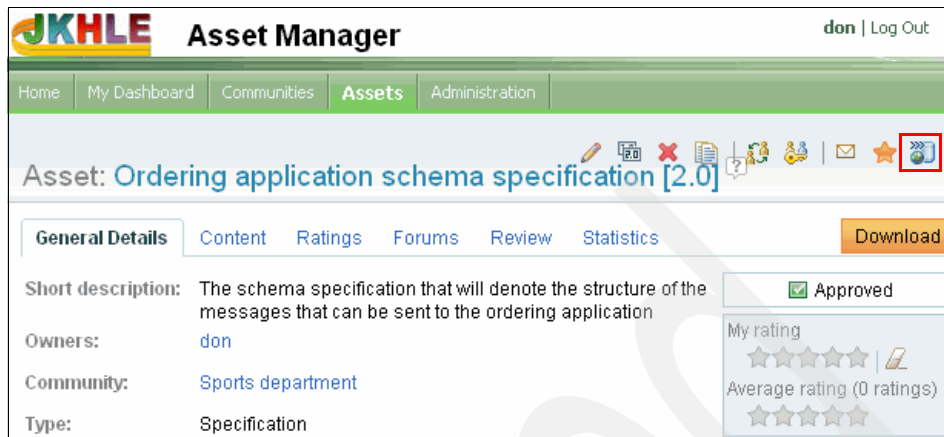 JKHLE Asset Manager don | Log Out
Home My Dashboard Communities Assets Administration
2.0
?
Asset: Ordering application schema specification [2.0]
General Details Content Ratings Forums Review Statistics Download
Short description: The schema specification that will denote the structure of the
messages that can be sent to the ordering application
Approved
Owners: don
My rating
Community: Sports department
Average rating (0 ratings)
Type: Specification